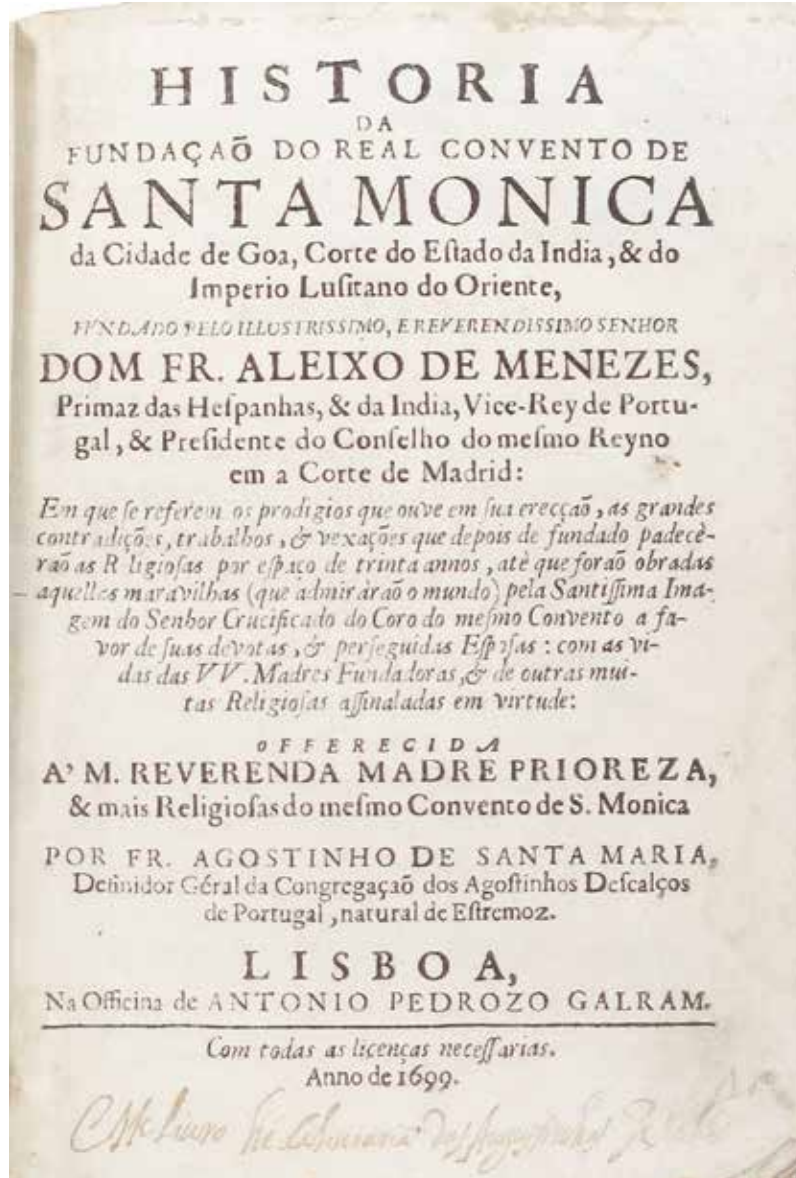 HISTORIA
DA
FUNDAÇAÕ DO REAL CONVENTO DE
SANTA MONICA
da Cidade de Goa, Corte do Eſtado da India, & do
Imperio Luſitano do Oriente,
FUNDADO PELO ILLUSTRISSIMO, E REVERENDISSIMO SENHOR
DOM FR. ALEIXO DE MENEZES,
Primaz das Heſpanhas, & da India, Vice-Rey de Portu-
gal, & Preſidente do Conſelho do meſmo Reyno
em a Corte de Madrid:
Em que ſe referem os prodigios que ouve em ſua erecçaõ, as grandes
contradições, trabalhos, & vexações que depois de fundado padecè-
raõ as R ligioſas por eſpaço de trinta annos, atè que foraõ obradas
aquelles maravilhas (que admiràraõ o mundo) pela Santiſſima Ima-
gem do Senhor Crucificado do Coro do meſmo Convento a fa-
vor de ſuas devotas, & perſeguidas Eſpoſas: com as vi-
das das VV. Madres Fundadoras, & de outras mui-
tas Religioſas aſſinaladas em virtude:
OFFERECIDA
A' M. REVERENDA MADRE PRIOREZA,
& mais Religioſas do meſmo Convento de S. Monica
POR FR. AGOSTINHO DE SANTA MARIA,
Definidor Géral da Congregaçaõ dos Agoſtinhos Deſcalços
de Portugal, natural de Eſtremoz.
LISBOA,
Na Officina de ANTONIO PEDROZO GALRAM.
Com todas as licenças neceſſarias.
Anno de 1699.